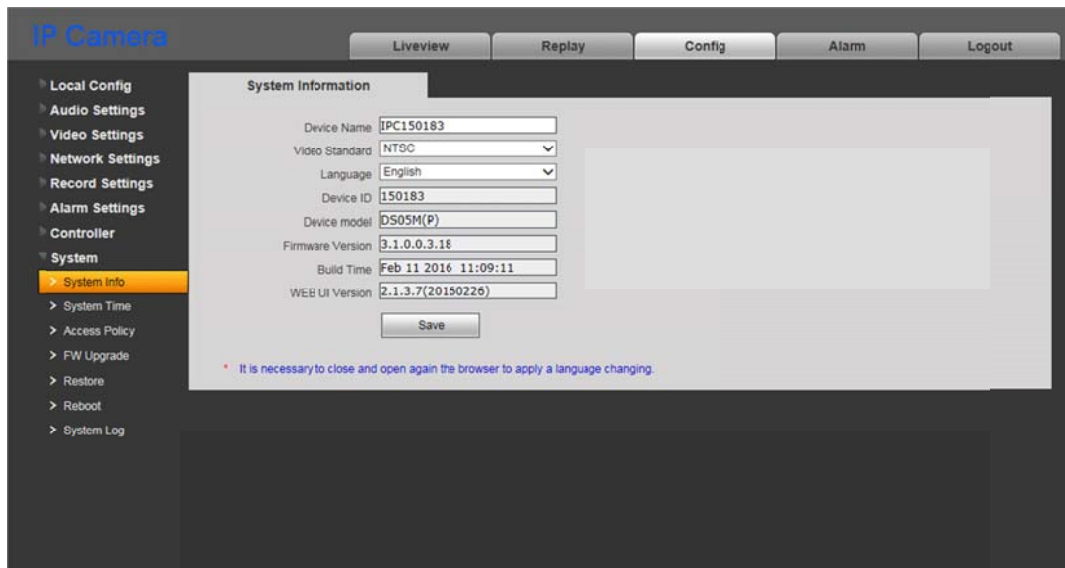 IP Camera
Liveview Replay Config Alarm Logout
Local Config
Audio Settings
Video Settings
Network Settings
Record Settings
Alarm Settings
Controller
System
> System Info
> System Time
> Access Policy
> FW Upgrade
> Restore
> Reboot
> System Log
System Information
Device Name IPC150183
Video Standard NTSC
Language English
Device ID 150183
Device model DS05M(P)
Firmware Version 3.1.0.0.3.18
Build Time Feb 11 2016 11:09:11
WEB UI Version 2.1.3.7(20150226)
Save
* It is necessary to close and open again the browser to apply a language changing.